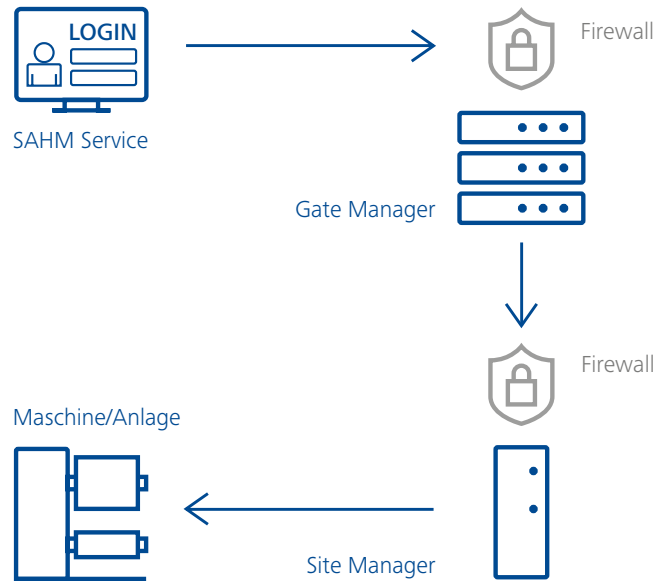 LOGIN
Firewall
SAHM Service
Gate Manager
Firewall
Maschine/Anlage
Site Manager